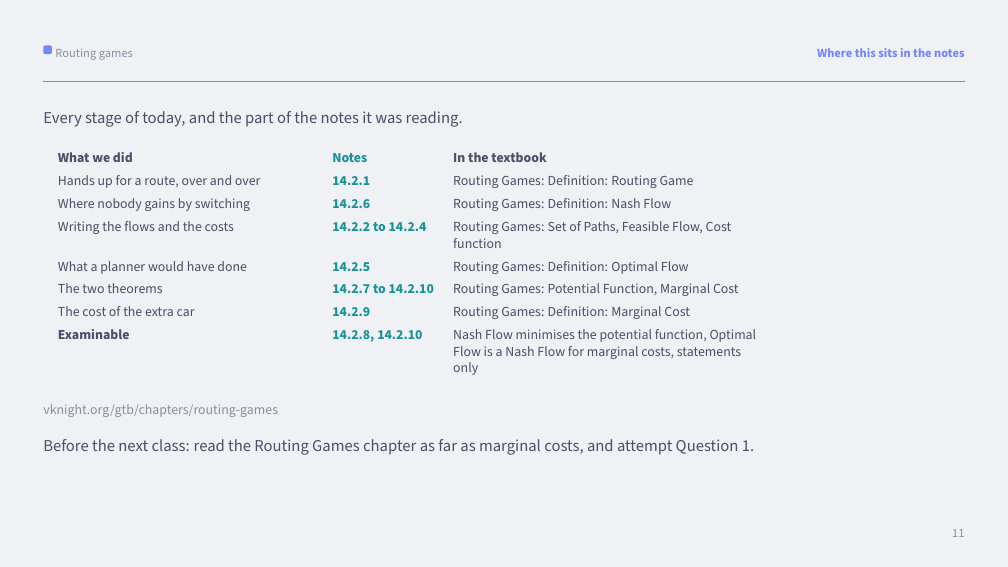 Routing games
Where this sits in the notes
Every stage of today, and the part of the notes it was reading.
What we did Notes In the textbook
Hands up for a route, over and over 14.2.1 Routing Games: Definition: Routing Game
Where nobody gains by switching 14.2.6 Routing Games: Definition: Nash Flow
Writing the flows and the costs 14.2.2 to 14.2.4 Routing Games: Set of Paths, Feasible Flow, Cost
function
What a planner would have done 14.2.5 Routing Games: Definition: Optimal Flow
The two theorems 14.2.7 to 14.2.10 Routing Games: Potential Function, Marginal Cost
The cost of the extra car 14.2.9 Routing Games: Definition: Marginal Cost
Examinable 14.2.8, 14.2.10 Nash Flow minimises the potential function, Optimal
Flow is a Nash Flow for marginal costs, statements
only
vknight.org/gtb/chapters/routing-games
Before the next class: read the Routing Games chapter as far as marginal costs, and attempt Question 1.
11